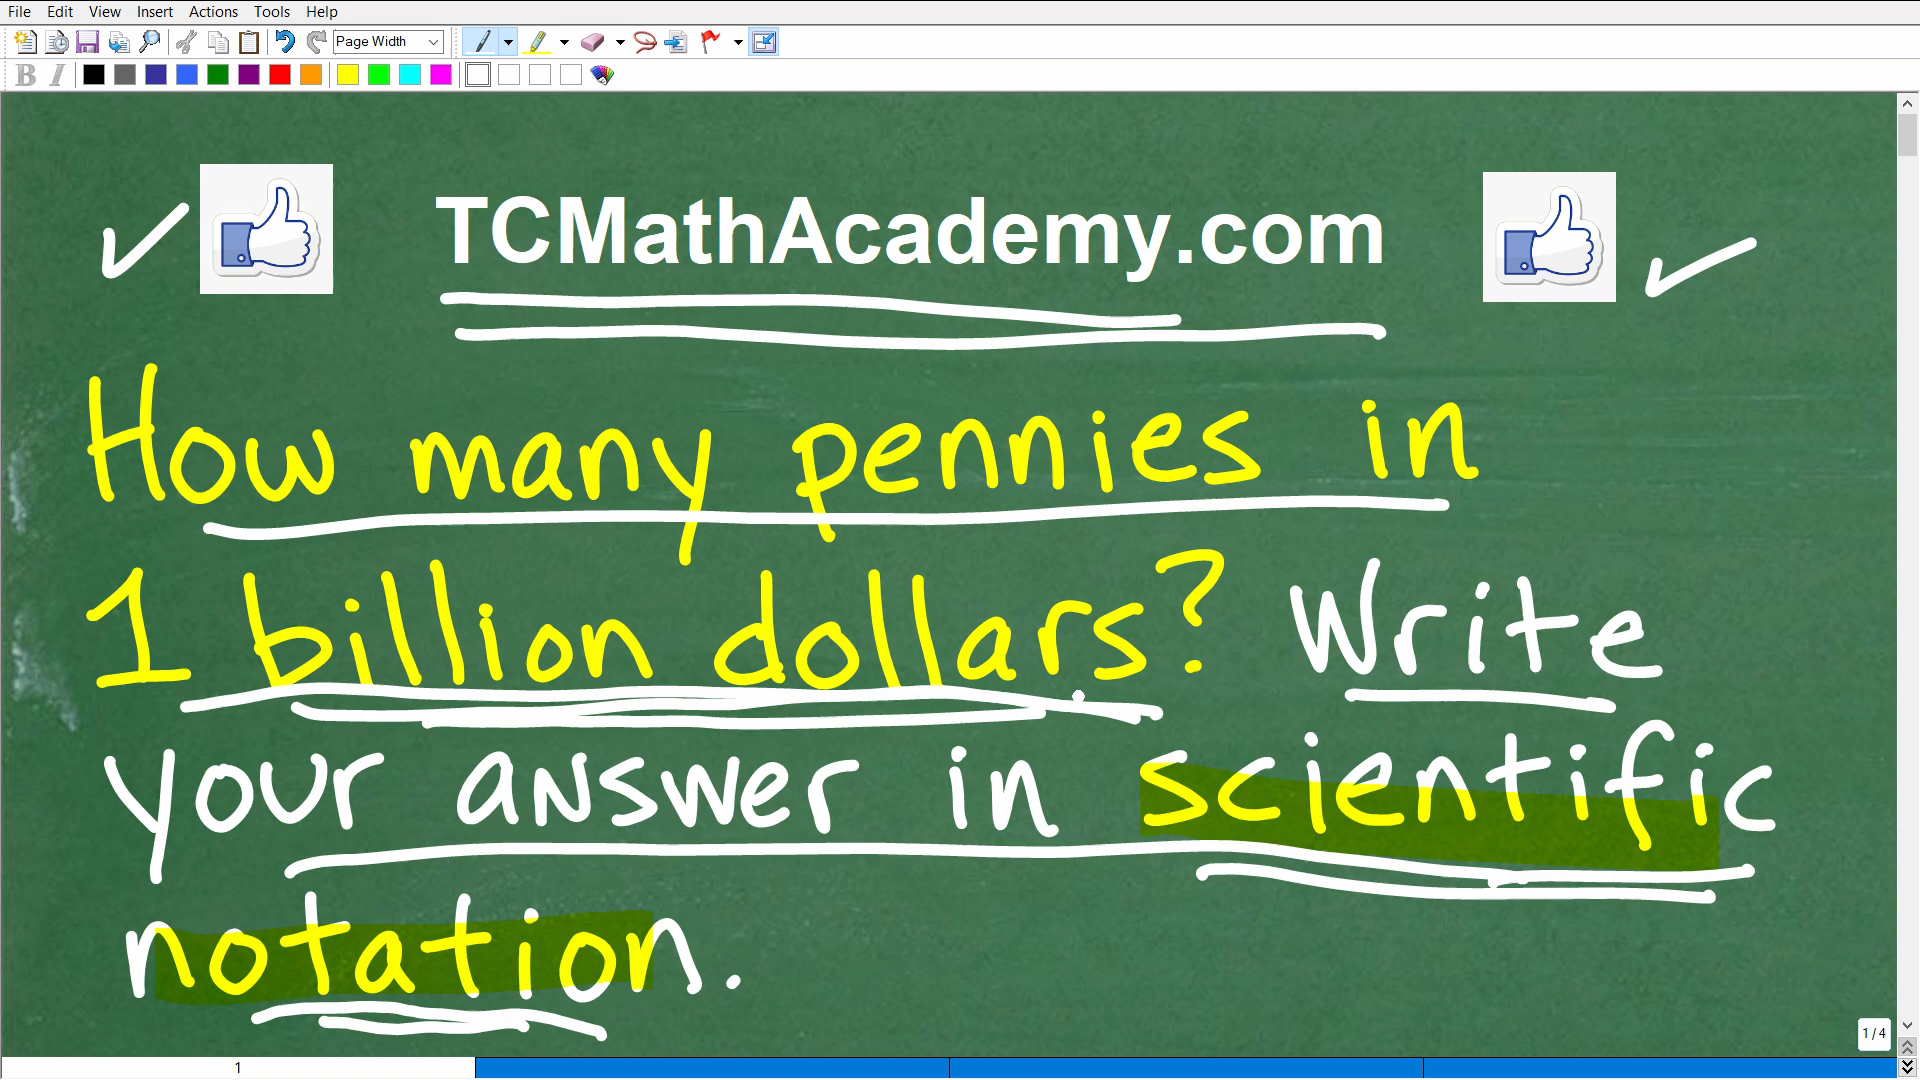 File Edit View Insert Actions Tools Help
Page Width
B I
TCMathAcademy.com
How many pennies in
1 billion dollars? Write
your answer in scientific
notation.
1 / 4
1